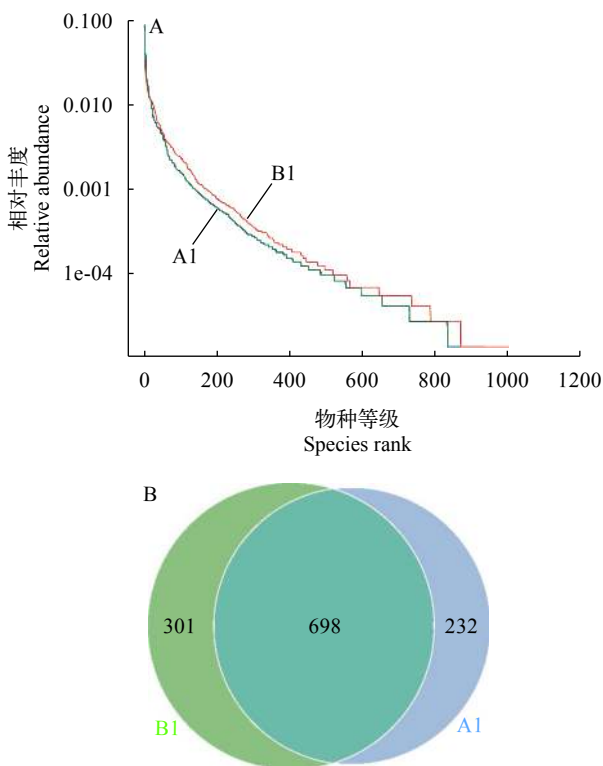 A
0.100
0.010
0.001
1e-04
相对丰度
Relative abundance
B1
A1
0
200
400
600
800
1000
1200
物种等级
Species rank
B
301
698
232
B1
A1